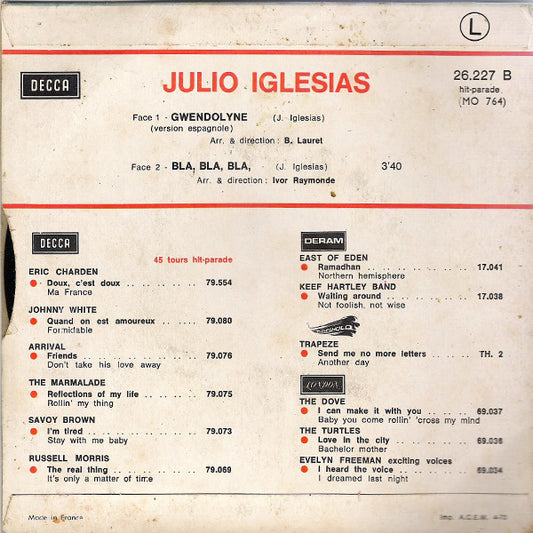 L
DECCA
JULIO IGLESIAS
26.227 B
hit-parade
(MO 764)
Face 1 - GWENDOLYNE (J. Iglesias)
(version espagnole)
Arr. & direction : B. Lauret
Face 2 - BLA, BLA, BLA, (J. Iglesias) 3'40
Arr. & direction : Ivor Raymonde
DECCA
45 tours hit-parade
ERIC CHARDEN
Doux, c'est doux . . . . . . . . . . 79.554
Ma France
JOHNNY WHITE
Quand on est amoureux . . . . . . 79.080
Formidable
ARRIVAL
Friends . . . . . . . . . . . . . . 79.076
Don't take his love away
THE MARMALADE
Reflections of my life . . . . . . . 79.075
Rollin' my thing
SAVOY BROWN
I'm tired . . . . . . . . . . . . . 79.073
Stay with me baby
RUSSELL MORRIS
The real thing . . . . . . . . . . . 79.069
It's only a matter of time
DERAM
EAST OF EDEN
Ramadhan . . . . . . . . . . . . 17.041
Northern hemisphere
KEEF HARTLEY BAND
Waiting around . . . . . . . . . . 17.038
Not foolish, not wise
THRESHOLD
TRAPEZE
Send me no more letters . . . . . . TH. 2
Another day
LONDON
THE DOVE
I can make it with you . . . . . . 69.037
Baby you come rollin' 'cross my mind
THE TURTLES
Love in the city . . . . . . . . . 69.036
Bachelor mother
EVELYN FREEMAN exciting voices
I heard the voice . . . . . . . . . 69.034
I dreamed last night
Made in France
Imp. A.C.E.M. 4-70